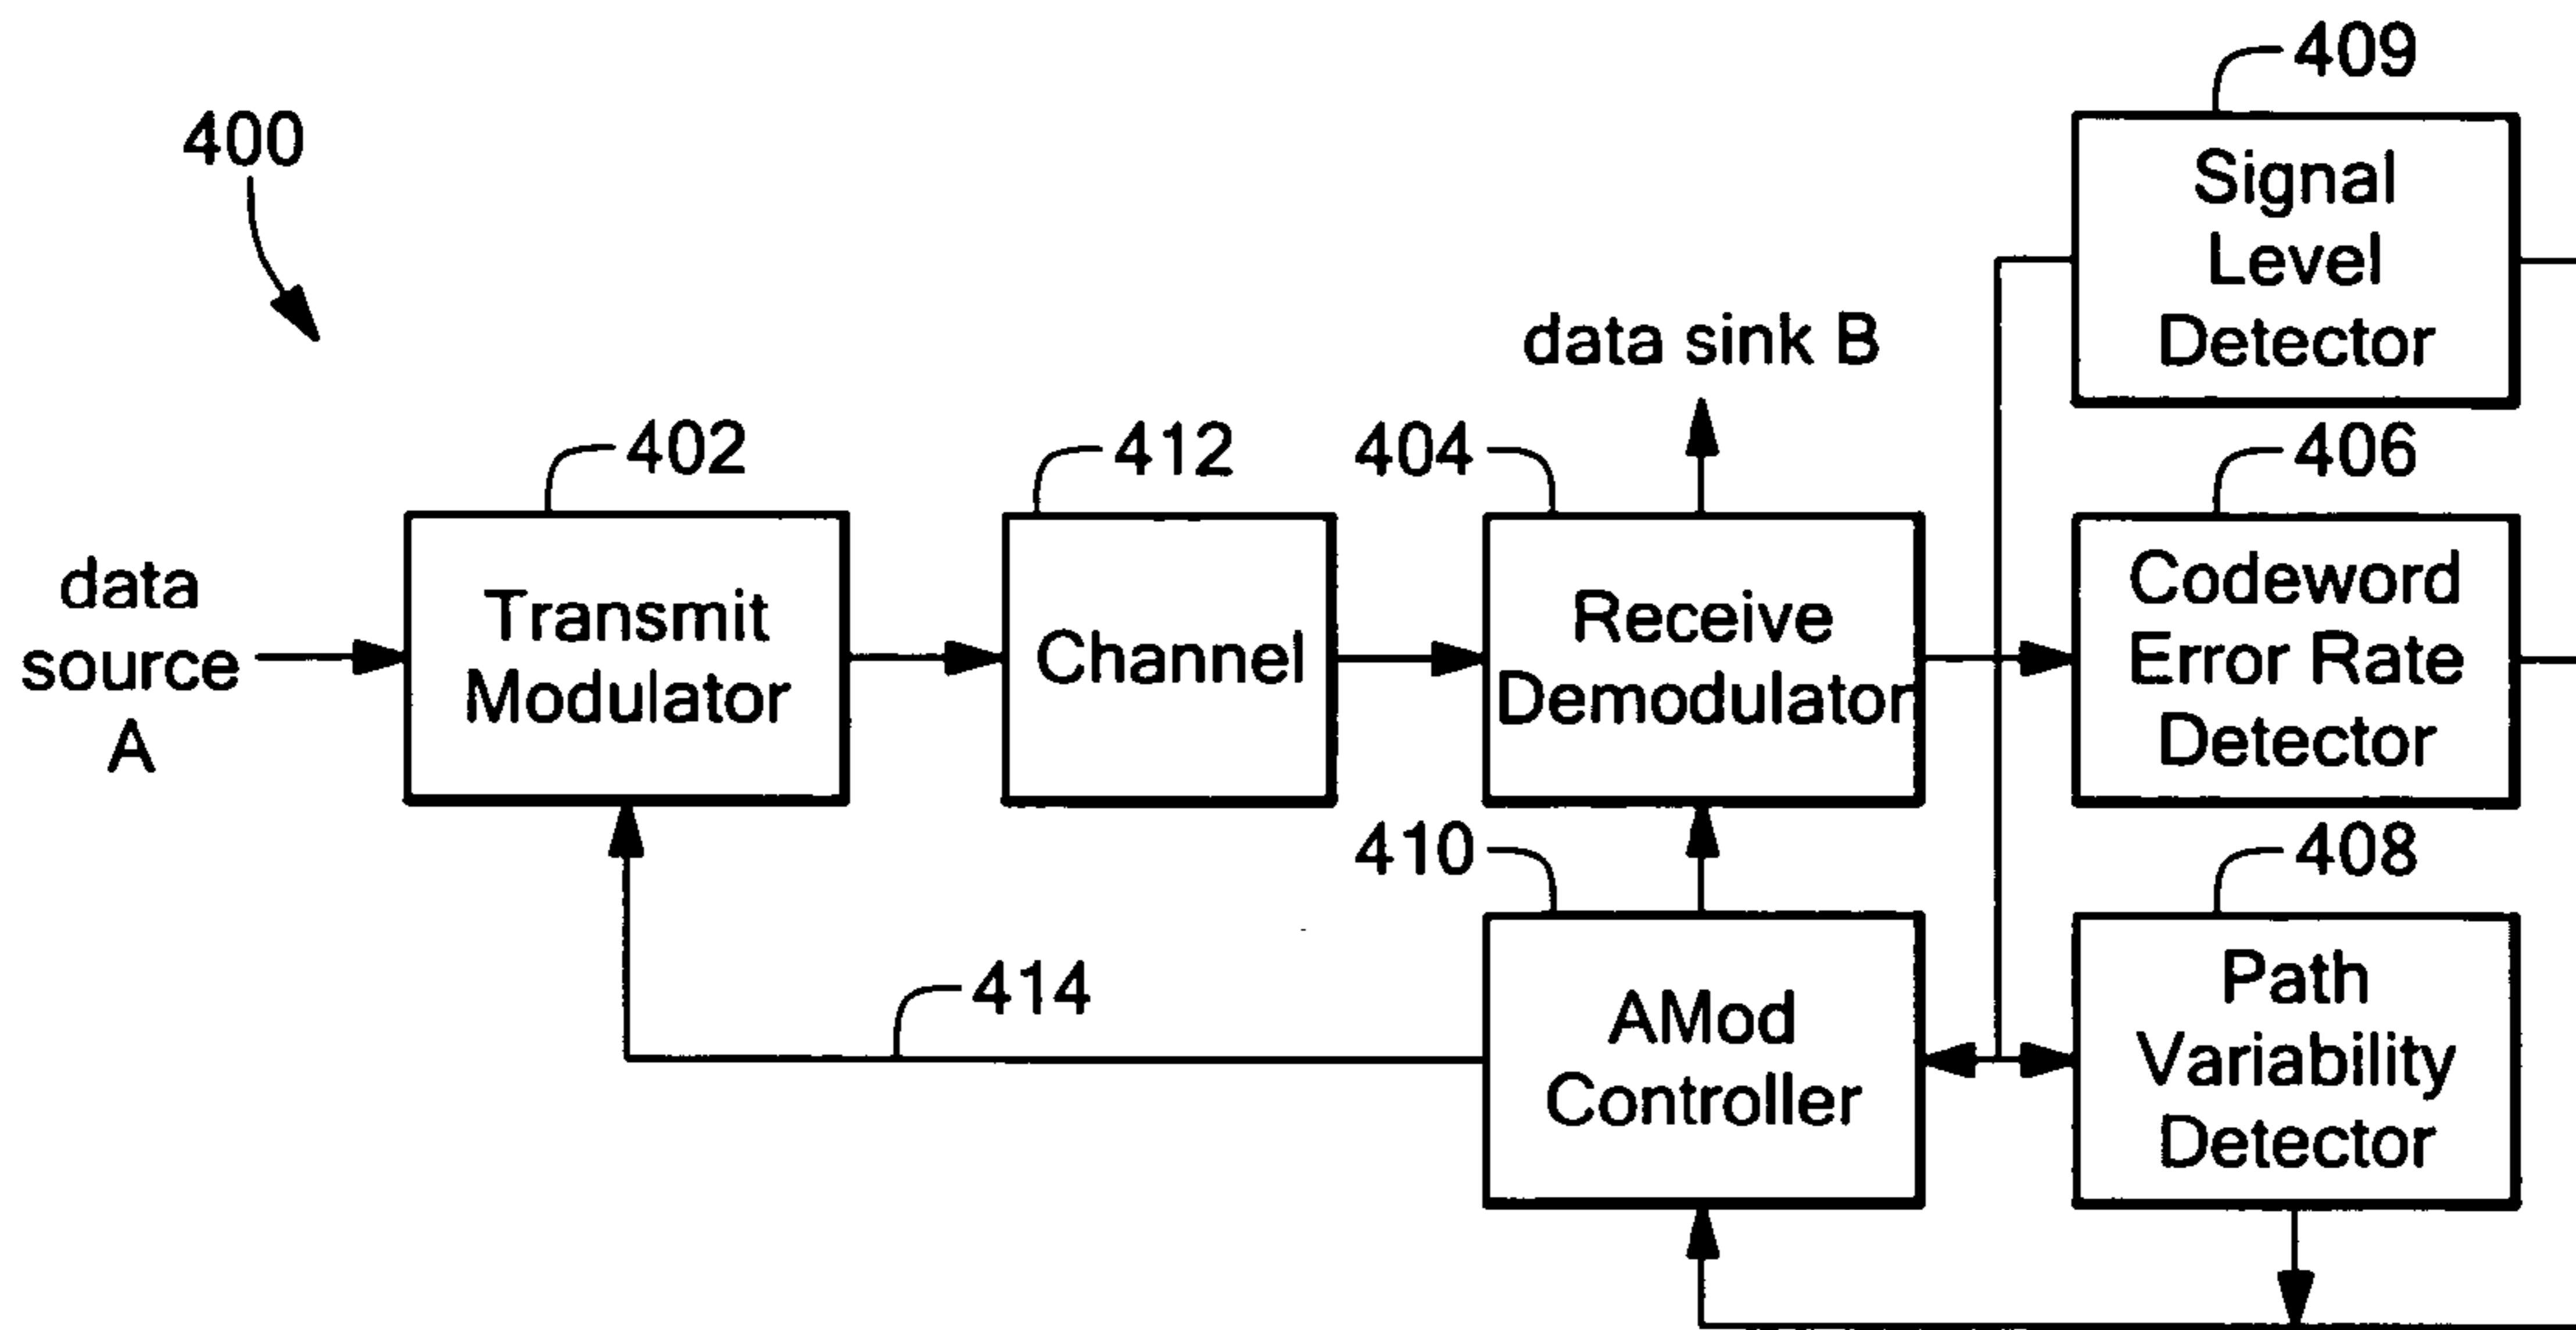 409
400
Signal
Level
Detector
data sink B
402
412
404
406
data
source
A
Transmit
Modulator
Channel
Receive
Demodulator
Codeword
Error Rate
Detector
410
408
414
AMod
Controller
Path
Variability
Detector